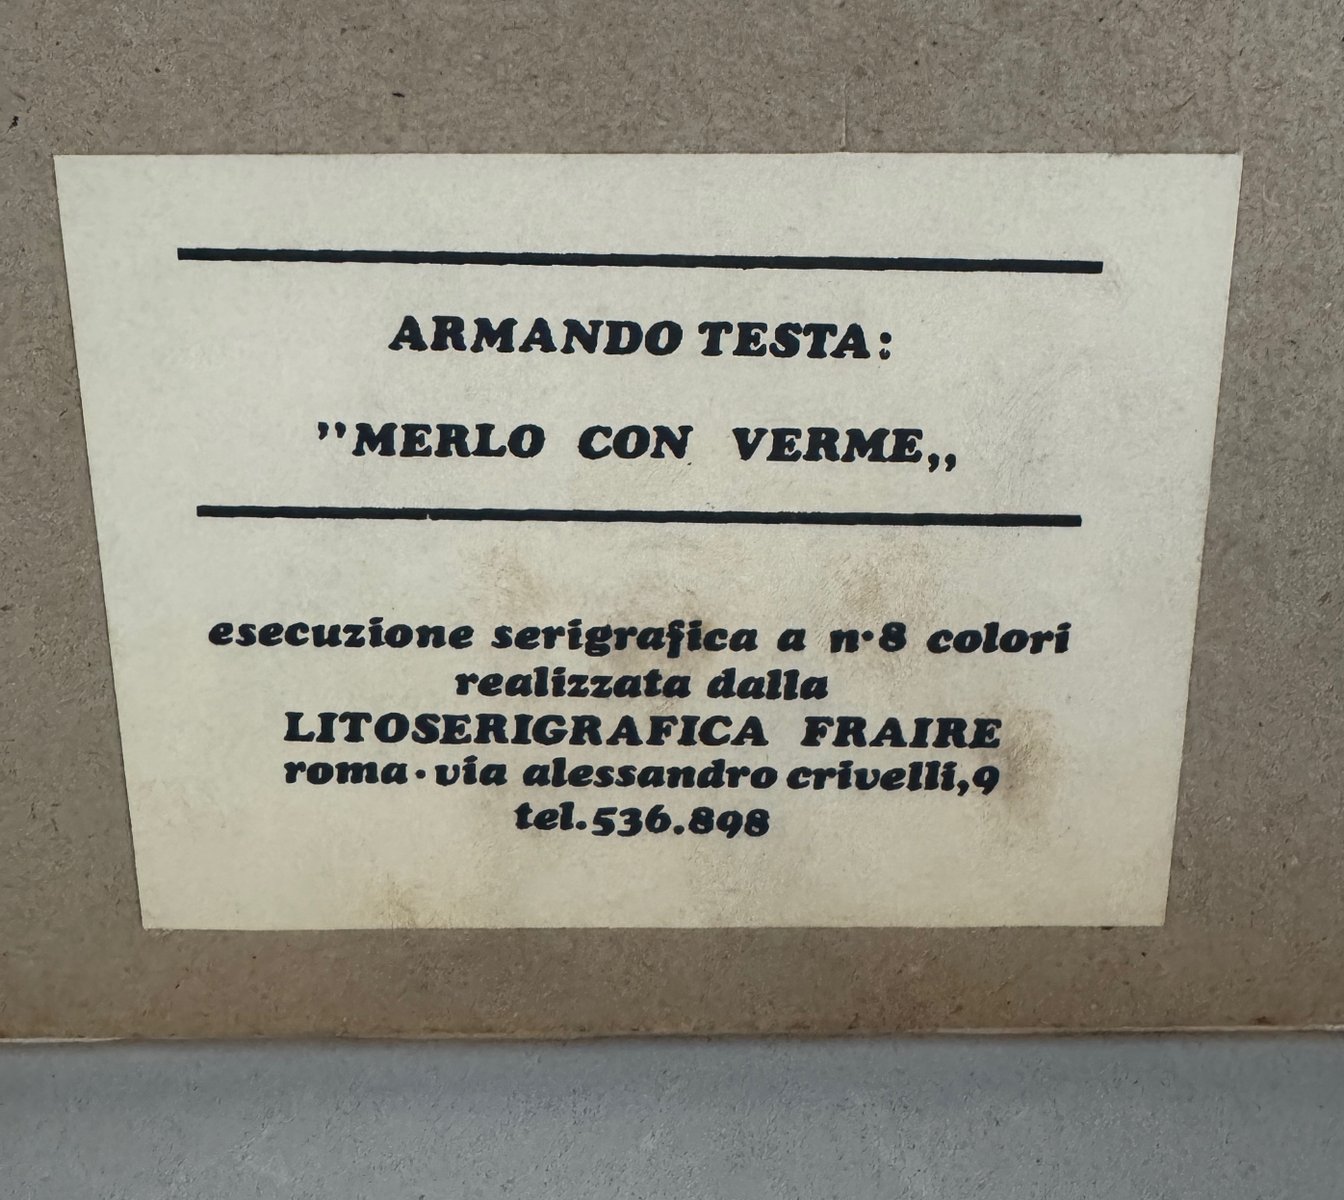 ARMANDO TESTA:
’’MERLO CON VERME,,
esecuzione serigrafica a n·8 colori
realizzata dalla
LITOSERIGRAFICA FRAIRE
roma·via alessandro crivelli,9
tel.536.898